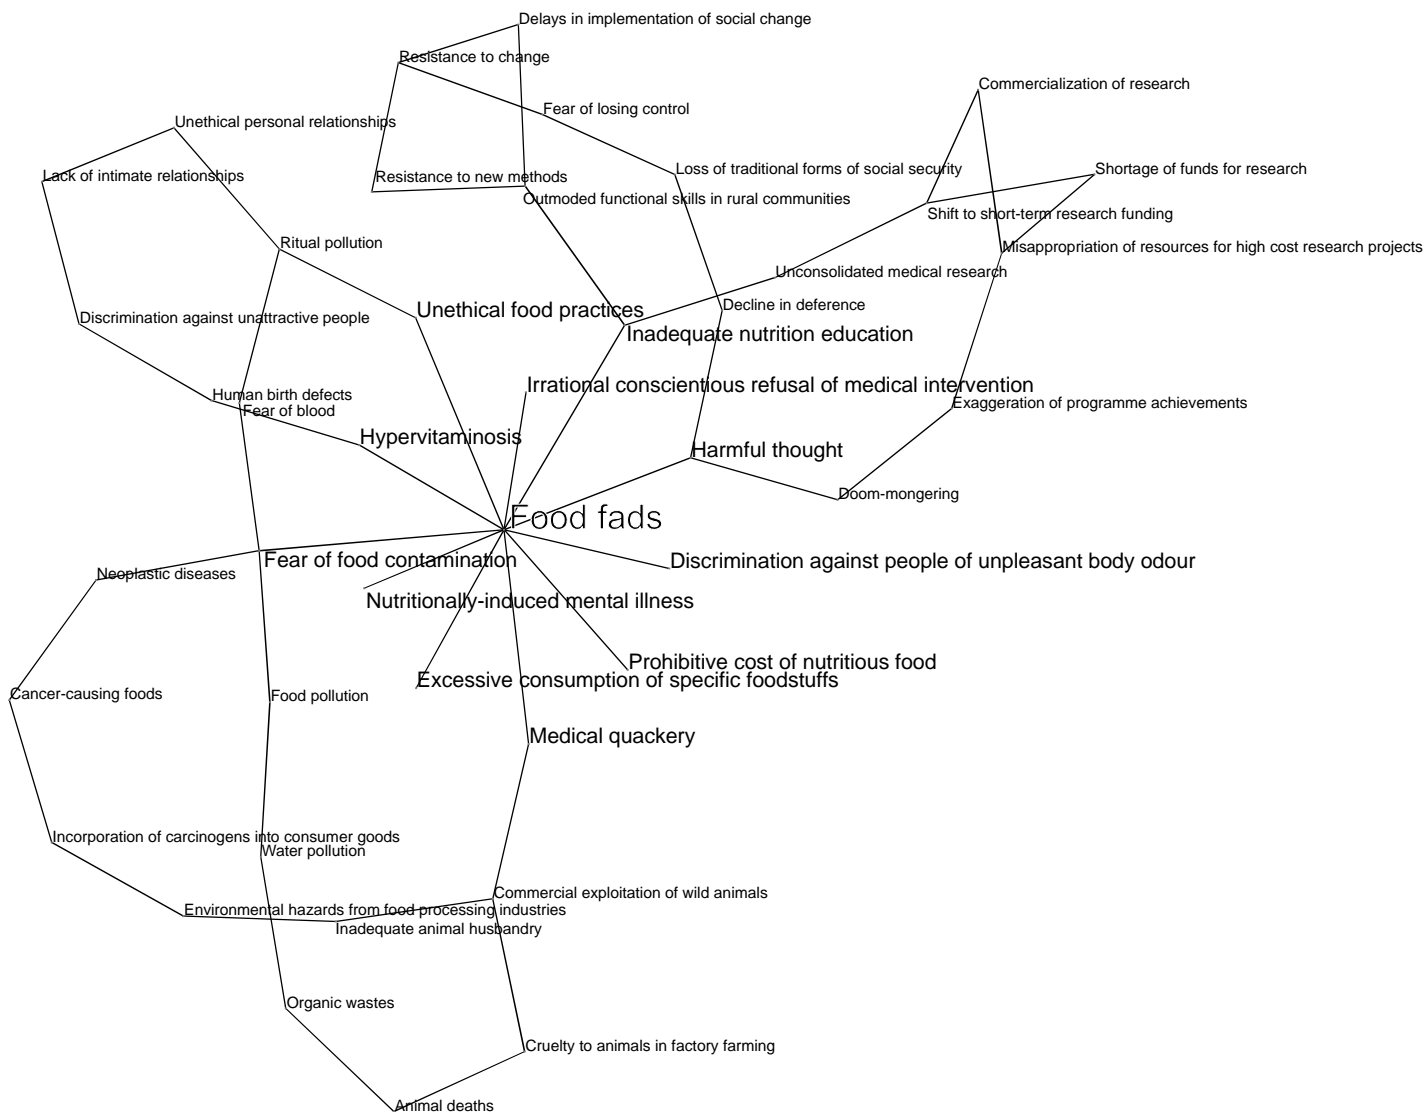 Delays in implementation of social change
Resistance to change
Commercialization of research
Fear of losing control
Unethical personal relationships
Loss of traditional forms of social security
Shortage of funds for research
Lack of intimate relationships
Resistance to new methods
Outmoded functional skills in rural communities
Shift to short-term research funding
Ritual pollution
Misappropriation of resources for high cost research projects
Unconsolidated medical research
Decline in deference
Unethical food practices
Discrimination against unattractive people
Inadequate nutrition education
Irrational conscientious refusal of medical intervention
Human birth defects
Exaggeration of programme achievements
Fear of blood
Hypervitaminosis
Harmful thought
Doom-mongering
Food fads
Fear of food contamination
Discrimination against people of unpleasant body odour
Neoplastic diseases
Nutritionally-induced mental illness
Prohibitive cost of nutritious food
Excessive consumption of specific foodstuffs
Cancer-causing foods
Food pollution
Medical quackery
Incorporation of carcinogens into consumer goods
Water pollution
Commercial exploitation of wild animals
Environmental hazards from food processing industries
Inadequate animal husbandry
Organic wastes
Cruelty to animals in factory farming
Animal deaths